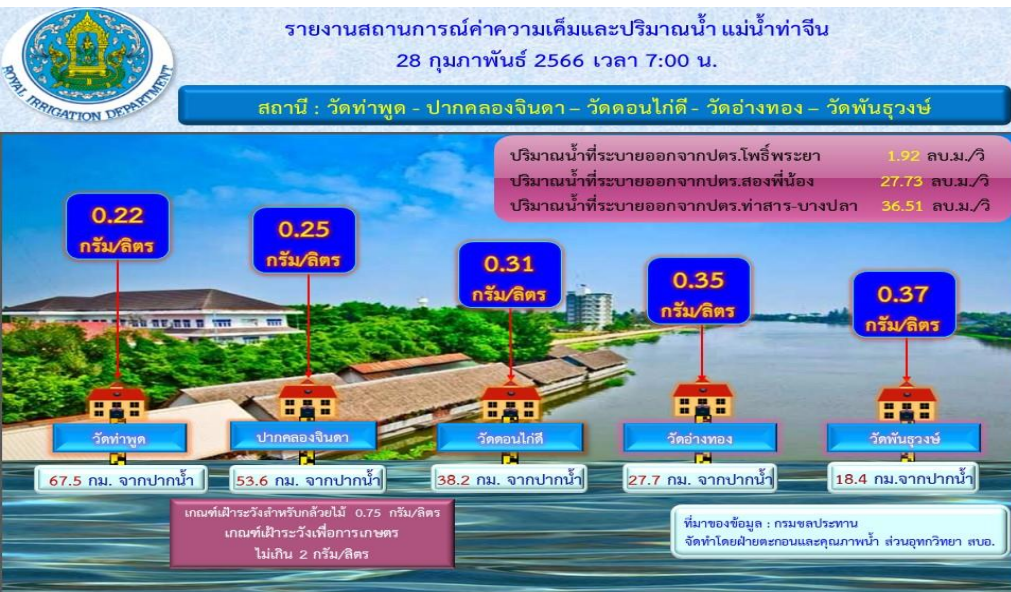 รายงานสถานการณ์ค่าความเค็มและปริมาณน้ำ แม่น้ำท่าจีน
28 กุมภาพันธ์ 2566 เวลา 7:00 น.
ROYAL IRRIGATION DEPARTMENT
สถานี : วัดท่าพูด - ปากคลองจินดา – วัดดอนไก่ดี - วัดอ่างทอง – วัดพันธุวงษ์
ปริมาณน้ำที่ระบายออกจากปตร.โพธิ์พระยา 1.92 ลบ.ม./วิ
ปริมาณน้ำที่ระบายออกจากปตร.สองพี่น้อง 27.73 ลบ.ม./วิ
ปริมาณน้ำที่ระบายออกจากปตร.ท่าสาร-บางปลา 36.51 ลบ.ม./วิ
0.22
กรัม/ลิตร
0.25
กรัม/ลิตร
0.31
กรัม/ลิตร
0.35
กรัม/ลิตร
0.37
กรัม/ลิตร
วัดท่าพูด
ปากคลองจินดา
วัดดอนไก่ดี
วัดอ่างทอง
วัดพันธุวงษ์
67.5 กม. จากปากน้ำ
53.6 กม. จากปากน้ำ
38.2 กม. จากปากน้ำ
27.7 กม. จากปากน้ำ
18.4 กม.จากปากน้ำ
เกณฑ์เฝ้าระวังสำหรับกล้วยไม้ 0.75 กรัม/ลิตร
เกณฑ์เฝ้าระวังเพื่อการเกษตร
ไม่เกิน 2 กรัม/ลิตร
ที่มาของข้อมูล : กรมชลประทาน
จัดทำโดยฝ่ายตะกอนและคุณภาพน้ำ ส่วนอุทกวิทยา สบอ.